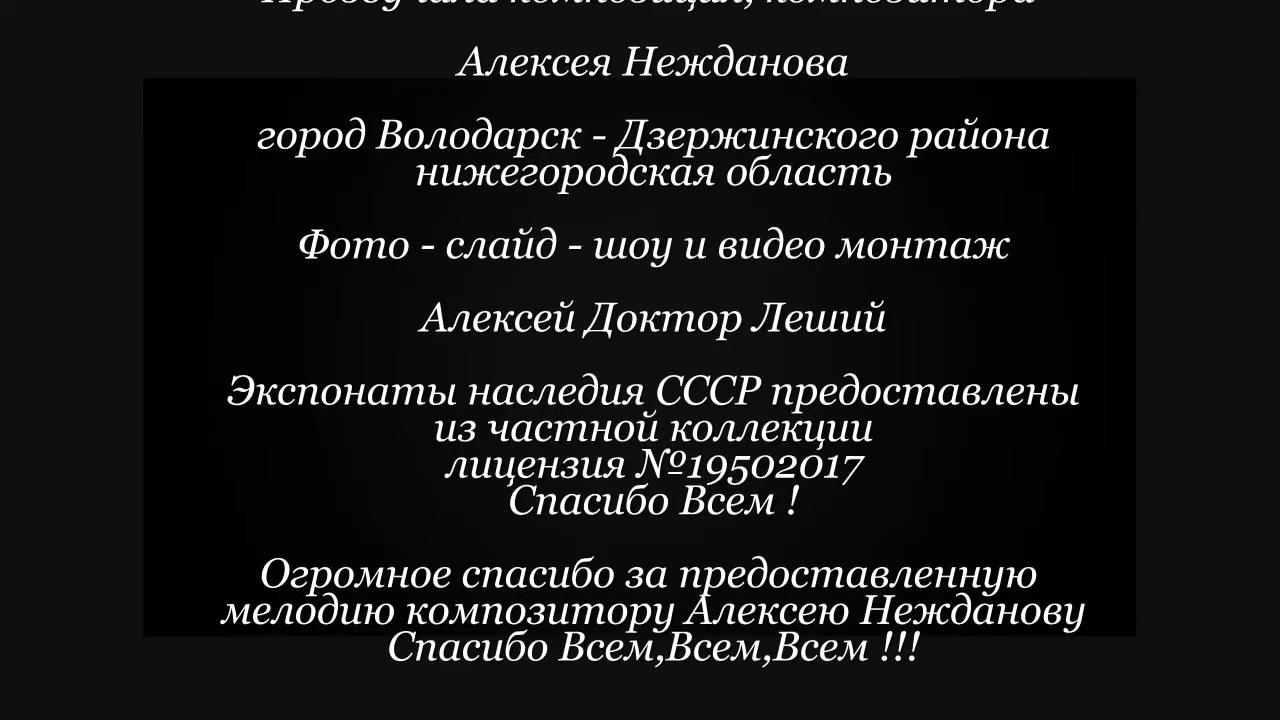 композиция, композитора
Алексея Нежданова
город Володарск - Дзержинского района
нижегородская область
Фото - слайд - шоу и видео монтаж
Алексей Доктор Леший
Экспонаты наследия СССР предоставлены
из частной коллекции
лицензия №19502017
Спасибо Всем !
Огромное спасибо за предоставленную
мелодию композитору Алексею Нежданову
Спасибо Всем,Всем,Всем !!!